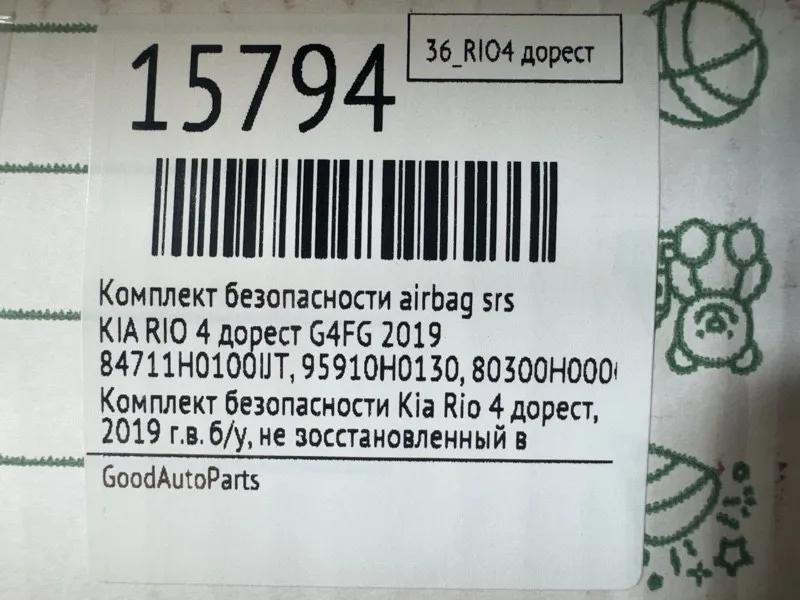 15794
36_RIO4 дорест
Комплект безопасности airbag srs
KIA RIO 4 дорест G4FG 2019
84711H0100IJT, 95910H0130, 80300H000
Комплект безопасности Kia Rio 4 дорест,
2019 г.в. б/у, не зосстановленный в
GoodAutoParts